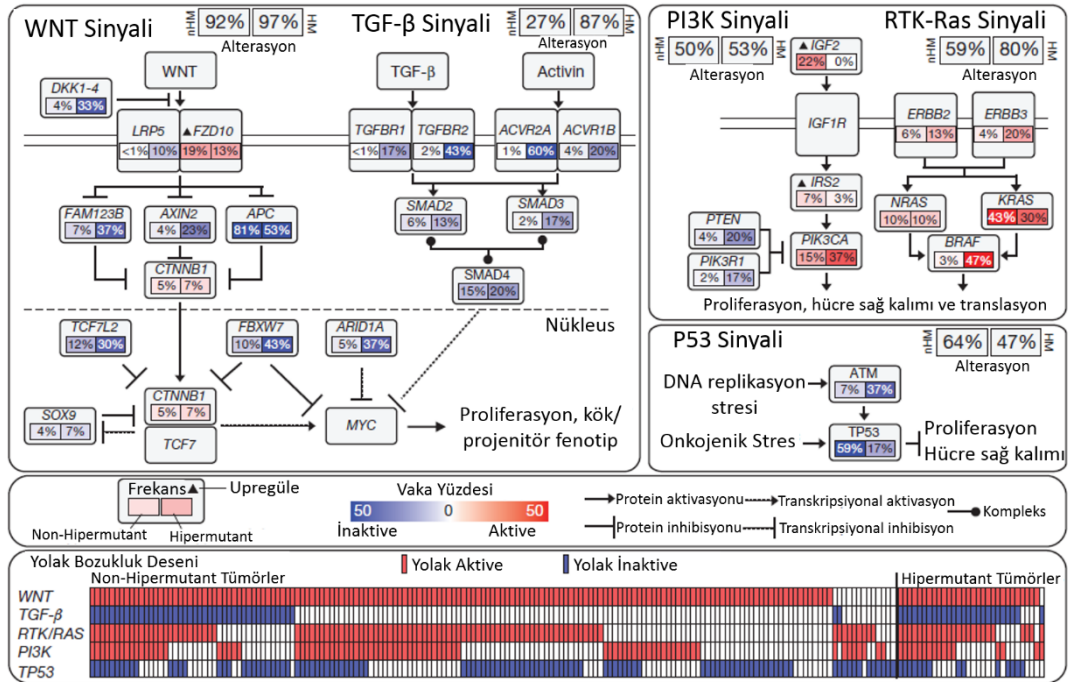 WNT Sinyali
nHM
92%
97%
HM
Alterasyon
TGF-β Sinyali
27%
87%
HM
Alterasyon
WNT
DKK1-4
4% 33%
LRP5
<1% 10%
▲FZD10
19% 13%
FAM123B
7% 37%
AXIN2
4% 23%
APC
81% 53%
CTNNB1
5% 7%
TGF-β
Activin
TGFBR1
<1% 17%
TGFBR2
2% 43%
ACVR2A
1% 60%
ACVR1B
4% 20%
SMAD2
6% 13%
SMAD3
2% 17%
SMAD4
15% 20%
Nükleus
TCF7L2
12% 30%
FBXW7
10% 43%
ARID1A
5% 37%
SOX9
4% 7%
CTNNB1
5% 7%
TCF7
MYC
Proliferasyon, kök/
projenitör fenotip
PI3K Sinyali
nHM
50%
53%
HM
Alterasyon
▲IGF2
22% 0%
IGF1R
▲IRS2
7% 3%
PTEN
4% 20%
PIK3R1
2% 17%
PIK3CA
15% 37%
RTK-Ras Sinyali
nHM
59%
80%
HM
Alterasyon
ERBB2
6% 13%
ERBB3
4% 20%
NRAS
10% 10%
KRAS
43% 30%
BRAF
3% 47%
Proliferasyon, hücre sağ kalımı ve translasyon
P53 Sinyali
nHM
64%
47%
HM
Alterasyon
DNA replikasyon
stresi
ATM
7% 37%
Onkojenik Stres
TP53
59% 17%
Proliferasyon
Hücre sağ kalımı
Frekans▲
Upregüle
Non-Hipermutant
Hipermutant
Vaka Yüzdesi
50 0 50
İnaktive
Aktive
Protein aktivasyonu
Transkripsiyonal aktivasyon
Protein inhibisyonu
Transkripsiyonal inhibisyon
Kompleks
Yolak Bozukluk Deseni
Yolak Aktive
Yolak İnaktive
Non-Hipermutant Tümörler
Hipermutant Tümörler
WNT
TGF-β
RTK/RAS
PI3K
TP53